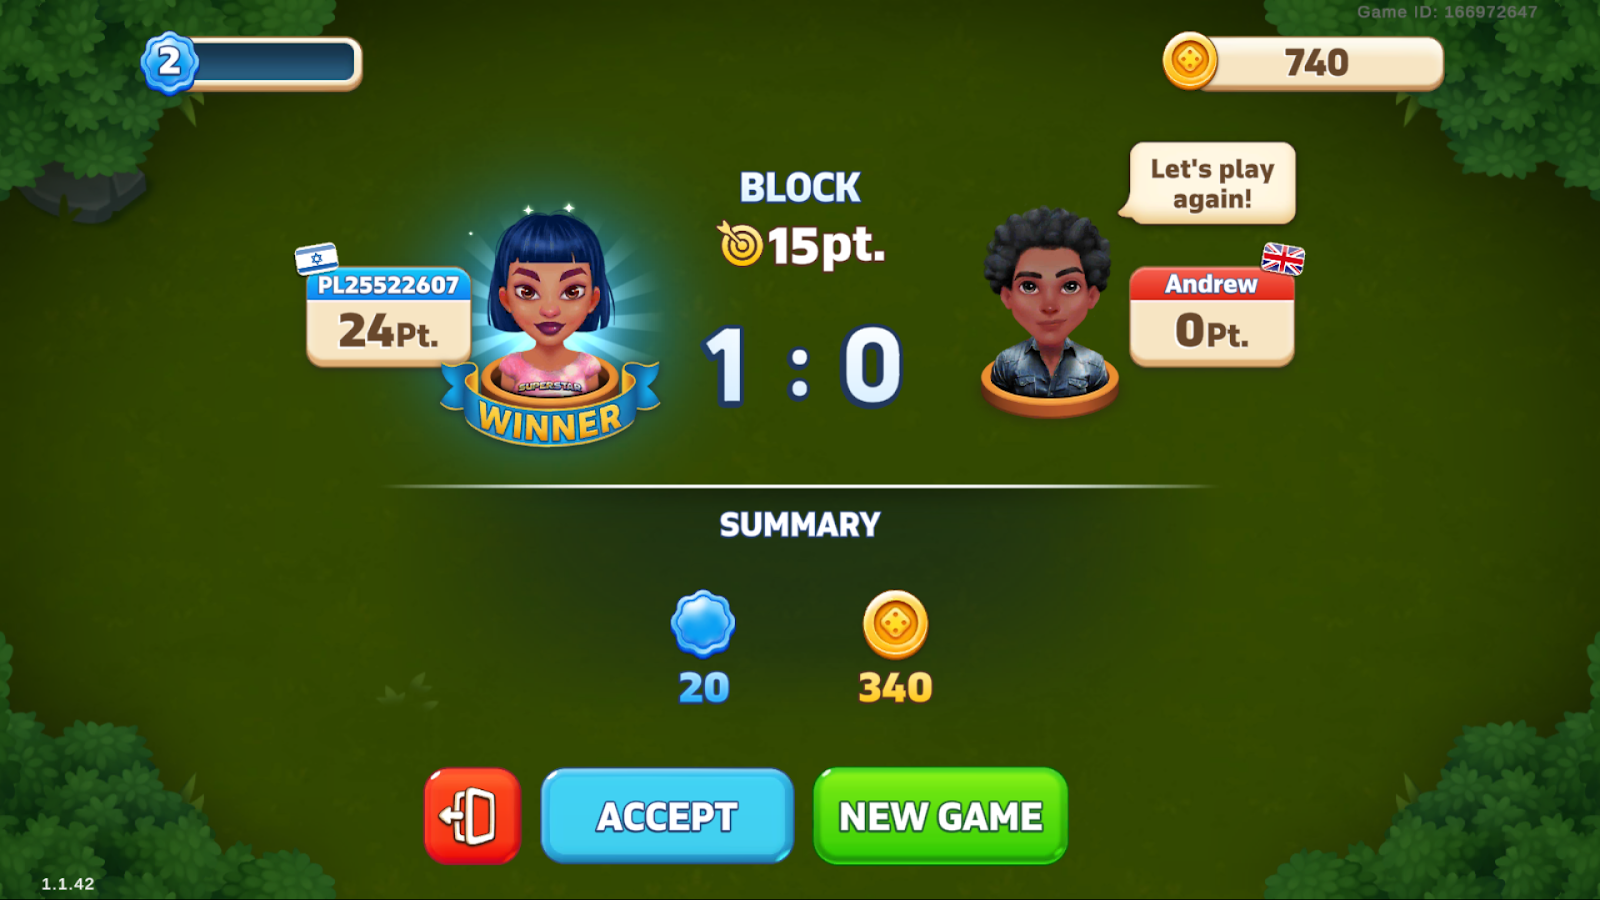 Game ID: 166972647
2
740
BLOCK
15pt.
Let's play
again!
PL25522607
24Pt.
Andrew
0Pt.
1 : 0
SUPERSTAR
WINNER
SUMMARY
20
340
ACCEPT
NEW GAME
1.1.42